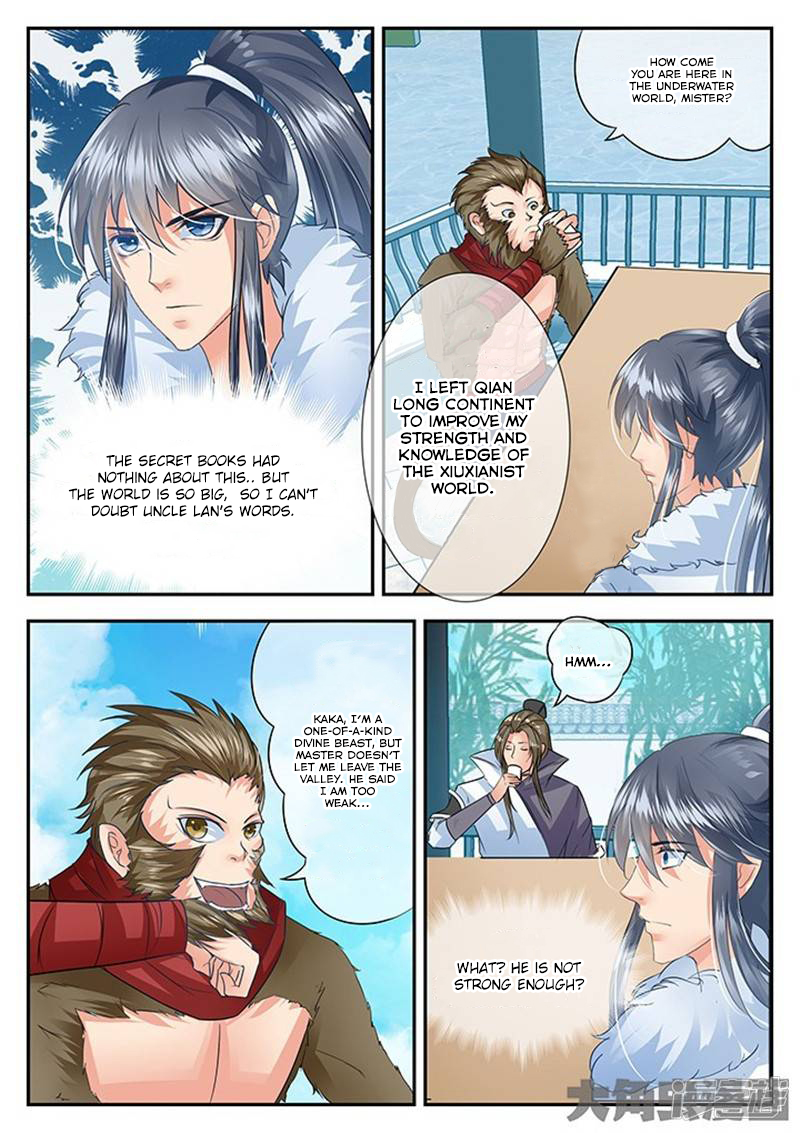 THE SECRET BOOKS HAD
NOTHING ABOUT THIS.. BUT
THE WORLD IS SO BIG, SO I CAN'T
DOUBT UNCLE LAN'S WORDS.
HOW COME
YOU ARE HERE IN
THE UNDERWATER
WORLD, MISTER?
I LEFT QIAN
LONG CONTINENT
TO IMPROVE MY
STRENGTH AND
KNOWLEDGE OF
THE XIUXIANIST
WORLD.
KAKA, I'M A
ONE-OF-A-KIND
DIVINE BEAST, BUT
MASTER DOESN'T
LET ME LEAVE THE
VALLEY. HE SAID
I AM TOO
WEAK...
HMM...
WHAT? HE IS NOT
STRONG ENOUGH?